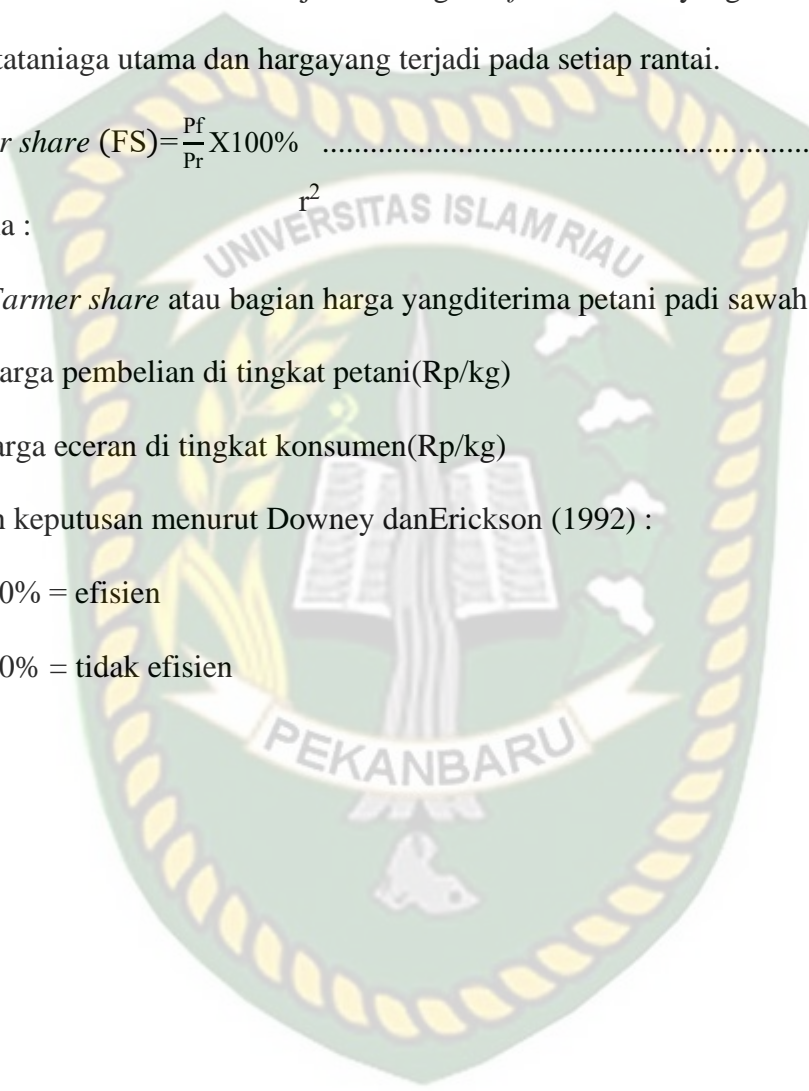 tataniaga utama dan hargayang terjadi pada setiap rantai.
r share (FS)=Pf/Pr X100% ............................................................
r2
a :
Farmer share atau bagian harga yangditerima petani padi sawah
arga pembelian di tingkat petani(Rp/kg)
arga eceran di tingkat konsumen(Rp/kg)
n keputusan menurut Downey danErickson (1992) :
0% = efisien
0% = tidak efisien
UNIVERSITAS ISLAM RIAU
PEKANBARU